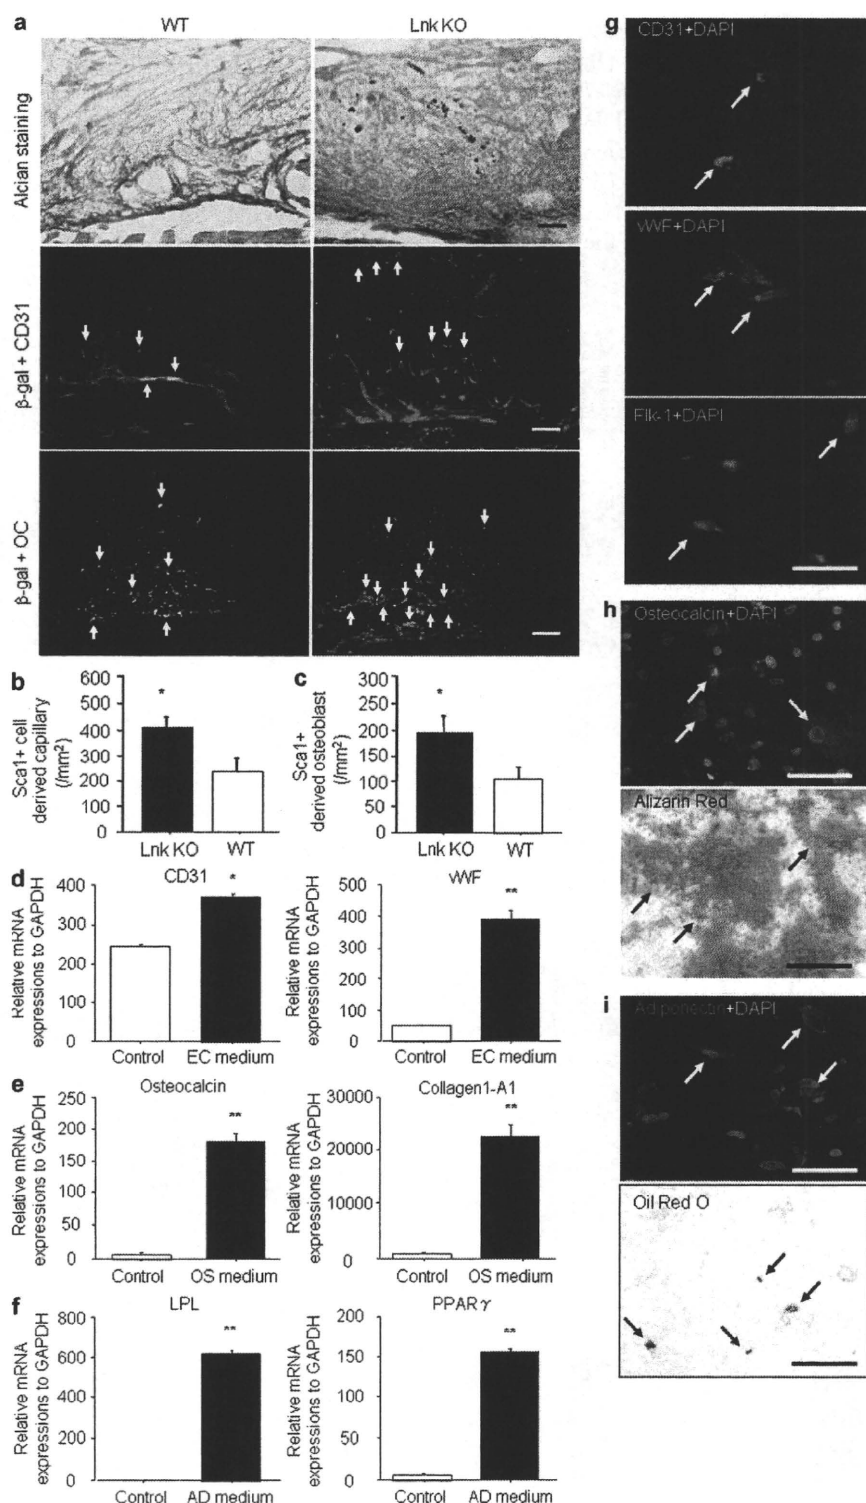 a
WT
Lnk KO
Alcian staining
β-gal + CD31
β-gal + OC
b
Sca1+ cell
derived capillary
(/mm²)
600
500
400
300
200
100
0
*
Lnk KO
WT
c
Sca1+
derived osteoblast
(/mm²)
300
250
200
150
100
50
0
*
Lnk KO
WT
d
CD31
Relative mRNA
expressions to GAPDH
400
300
200
100
0
*
Control
EC medium
vWF
Relative mRNA
expressions to GAPDH
500
400
300
200
100
0
**
Control
EC medium
e
Osteocalcin
Relative mRNA
expressions to GAPDH
250
200
150
100
50
0
**
Control
OS medium
Collagen1-A1
Relative mRNA
expressions to GAPDH
30000
20000
10000
0
**
Control
OS medium
f
LPL
Relative mRNA
expressions to GAPDH
800
600
400
200
0
**
Control
AD medium
PPARγ
Relative mRNA
expressions to GAPDH
200
150
100
50
0
**
Control
AD medium
g
CD31+DAPI
vWF+DAPI
Flk-1+DAPI
h
Osteocalcin+DAPI
Alizarin Red
i
Adiponectin+DAPI
Oil Red O